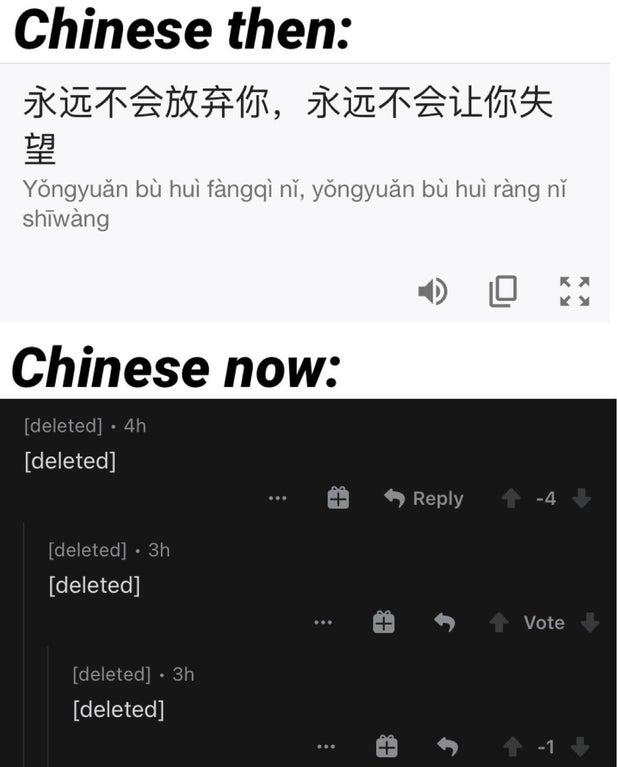 Chinese then:
永远不会放弃你，永远不会让你失
望
Yǒngyuǎn bù huì fàngqì nǐ, yǒngyuǎn bù huì ràng nǐ
shīwàng
Chinese now:
[deleted] • 4h
[deleted]
Reply -4
[deleted] • 3h
[deleted]
Vote
[deleted] • 3h
[deleted]
-1